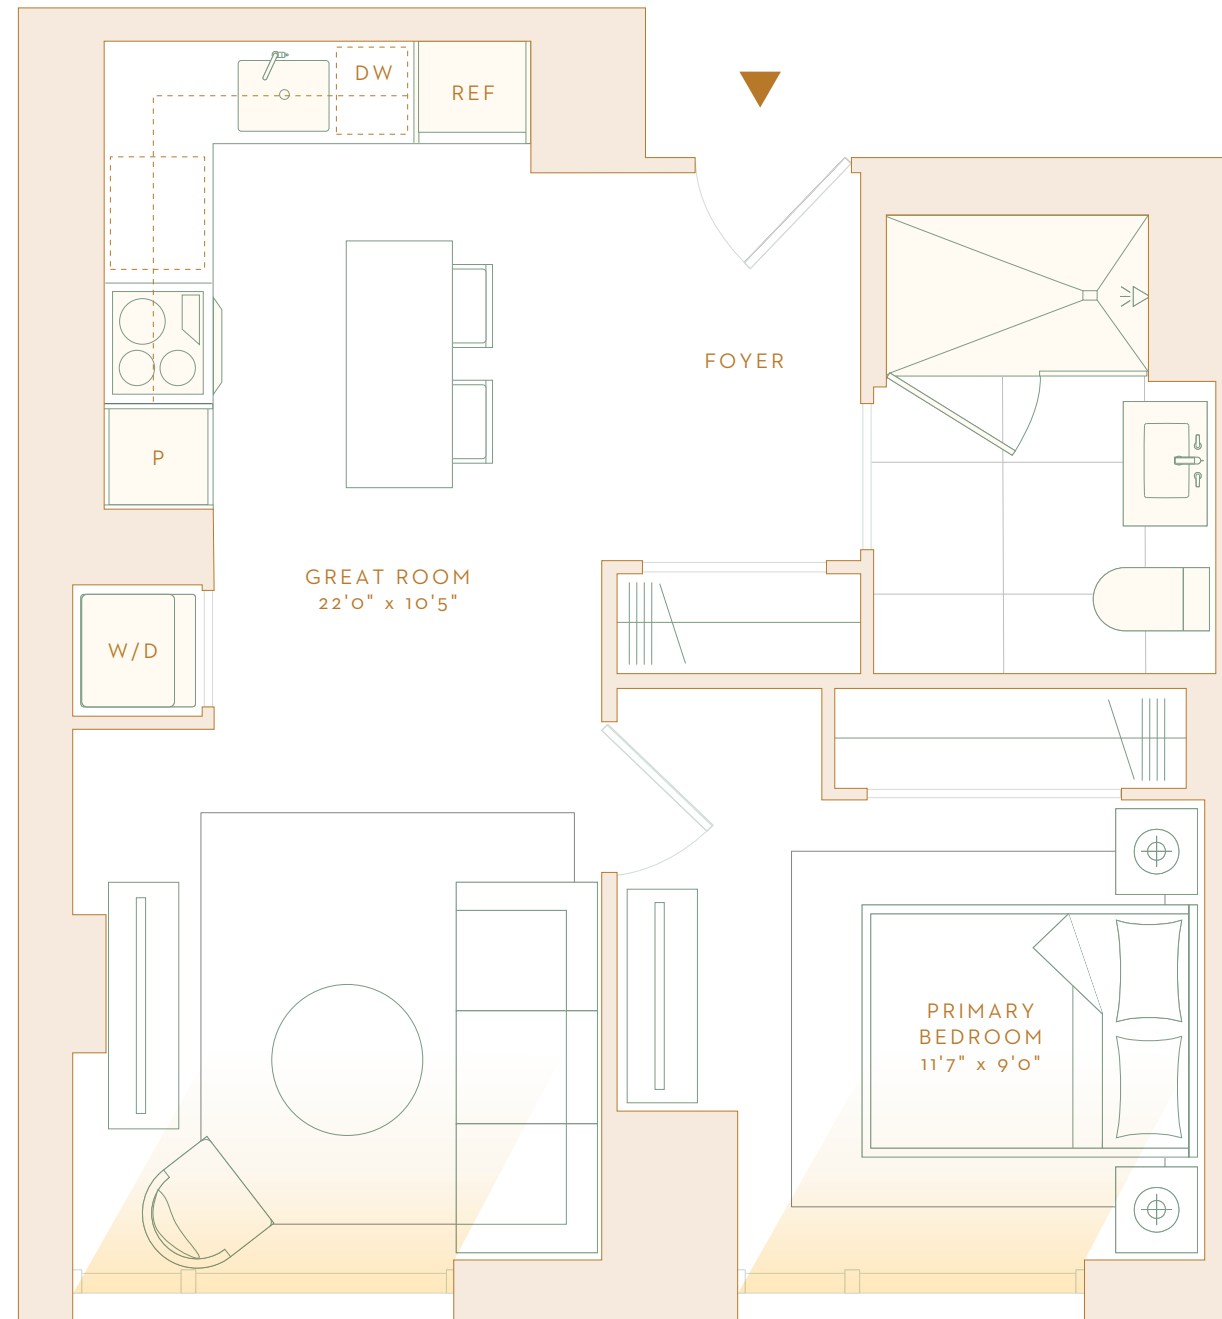 DW
REF
FOYER
P
GREAT ROOM
22'0" x 10'5"
W/D
PRIMARY
BEDROOM
11'7" x 9'0"